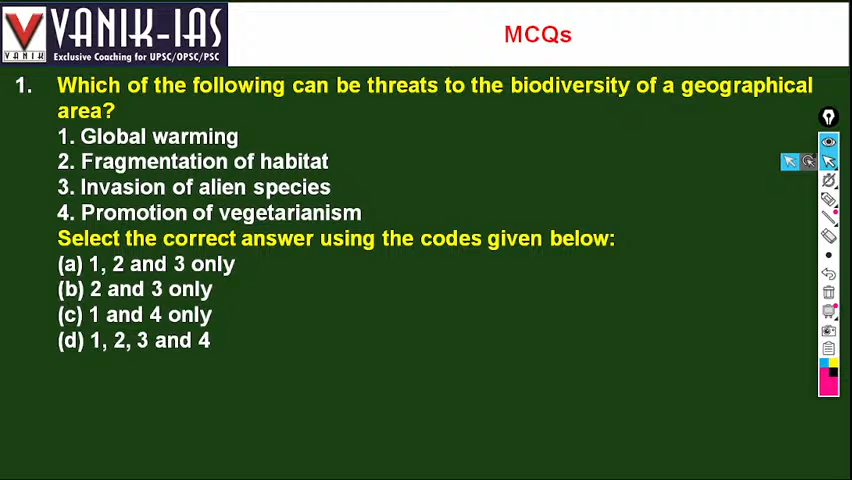 VANIK-IAS
VANIK
Exclusive Coaching for UPSC/OPSC/PSC
MCQs
1. Which of the following can be threats to the biodiversity of a geographical
area?
1. Global warming
2. Fragmentation of habitat
3. Invasion of alien species
4. Promotion of vegetarianism
Select the correct answer using the codes given below:
(a) 1, 2 and 3 only
(b) 2 and 3 only
(c) 1 and 4 only
(d) 1, 2, 3 and 4